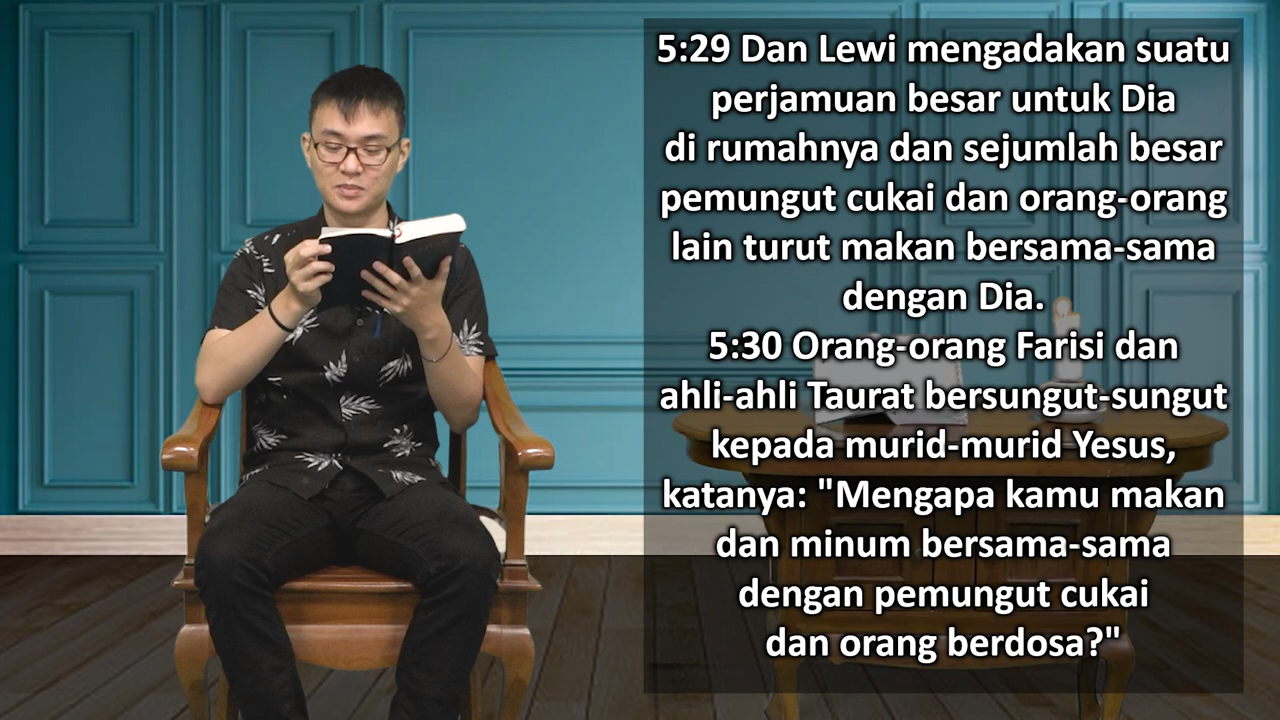 5:29 Dan Lewi mengadakan suatu
perjamuan besar untuk Dia
di rumahnya dan sejumlah besar
pemungut cukai dan orang-orang
lain turut makan bersama-sama
dengan Dia.
5:30 Orang-orang Farisi dan
ahli-ahli Taurat bersungut-sungut
kepada murid-murid Yesus,
katanya: "Mengapa kamu makan
dan minum bersama-sama
dengan pemungut cukai
dan orang berdosa?"